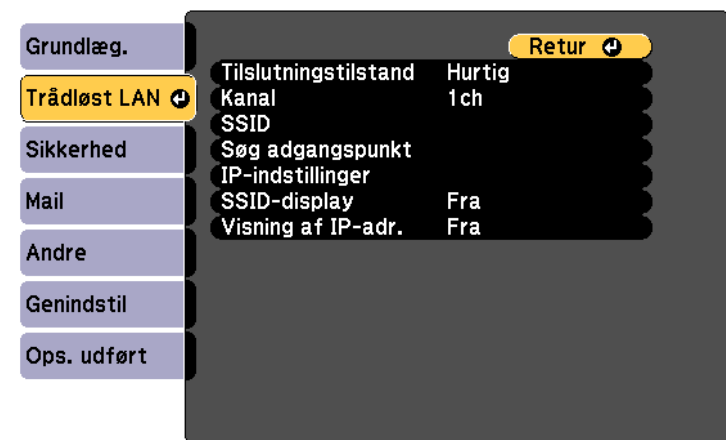 Grundlæg.
Trådløst LAN
Sikkerhed
Mail
Andre
Genindstil
Ops. udført
Retur
Tilslutningstilstand Hurtig
Kanal 1ch
SSID
Søg adgangspunkt
IP-indstillinger
SSID-display Fra
Visning af IP-adr. Fra